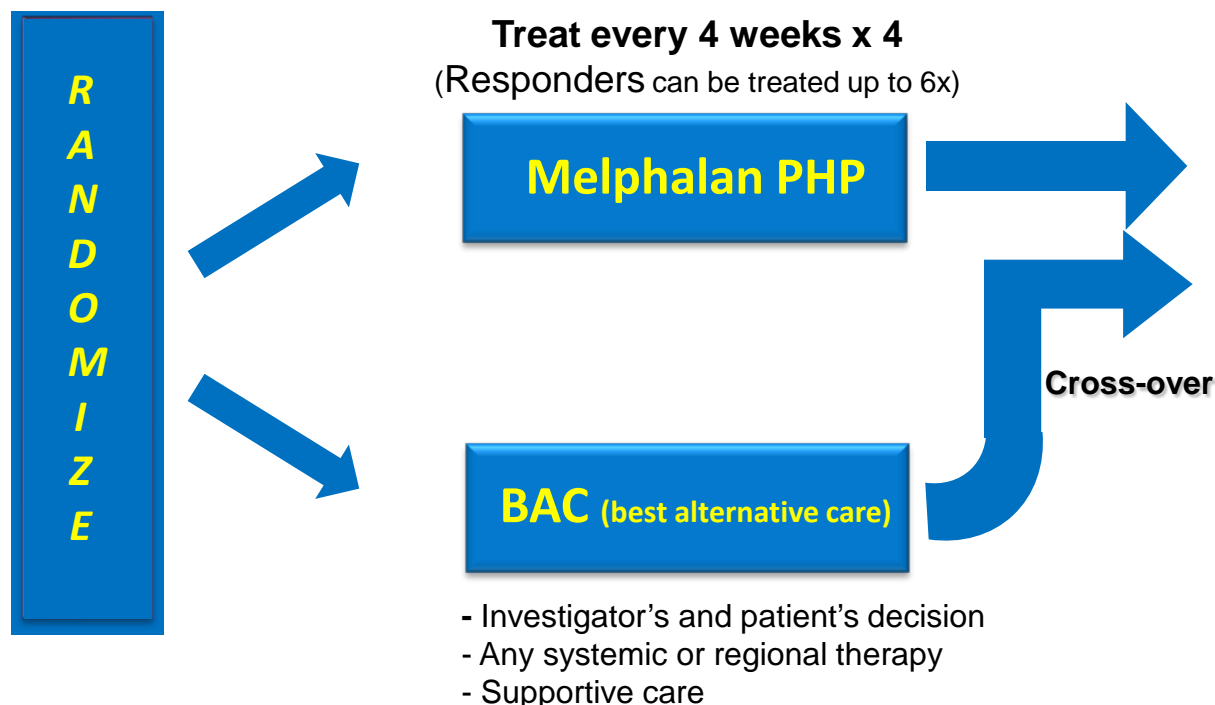 RANDOMIZE
Treat every 4 weeks x 4
(Responders can be treated up to 6x)
Melphalan PHP
Cross-over
BAC (best alternative care)
- Investigator’s and patient’s decision
- Any systemic or regional therapy
- Supportive care